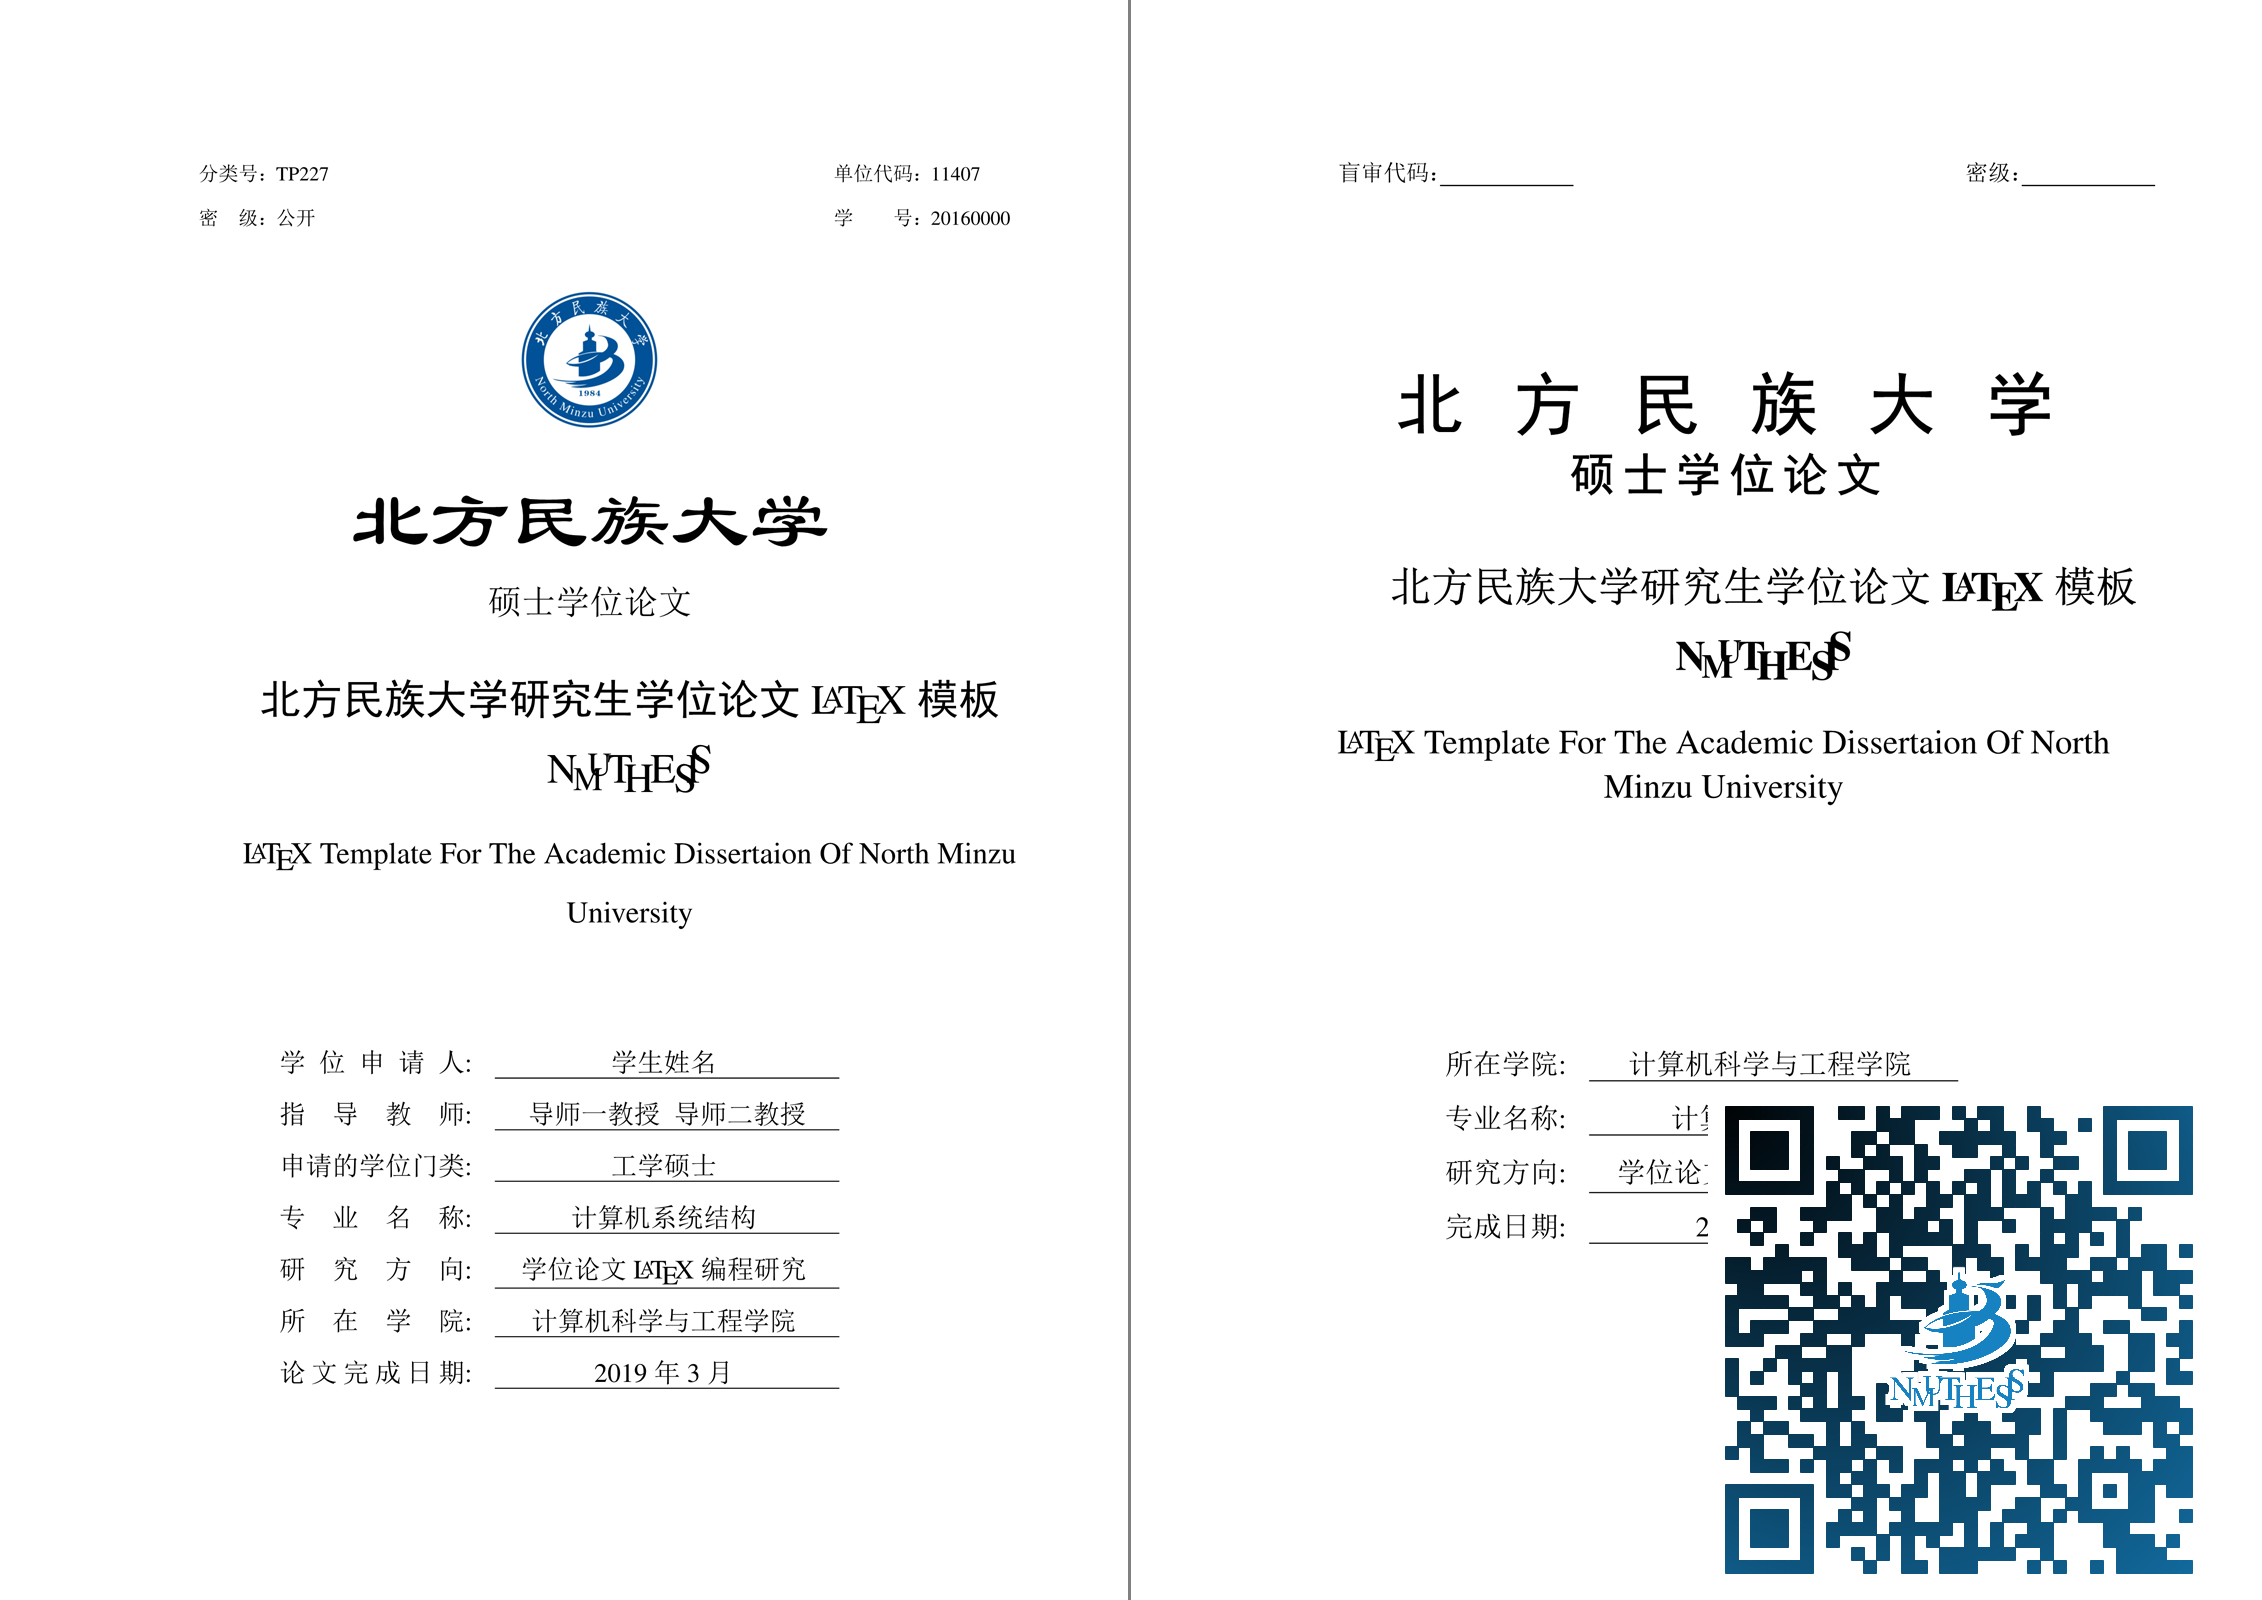 分类号：TP227
单位代码：11407
密 级：公开
学 号：20160000
北方民族大学
1984
North Minzu University
北方民族大学
硕士学位论文
北方民族大学研究生学位论文 LATEX 模板
NMUTHESIS
LATEX Template For The Academic Dissertaion Of North Minzu
University
学 位 申 请 人: 学生姓名
指 导 教 师: 导师一教授 导师二教授
申请的学位门类: 工学硕士
专 业 名 称: 计算机系统结构
研 究 方 向: 学位论文 LATEX 编程研究
所 在 学 院: 计算机科学与工程学院
论文完成日期: 2019 年 3 月
盲审代码：
密级：
北 方 民 族 大 学
硕士学位论文
北方民族大学研究生学位论文 LATEX 模板
NMUTHESIS
LATEX Template For The Academic Dissertaion Of North
Minzu University
所在学院: 计算机科学与工程学院
专业名称: 计
研究方向: 学位论
完成日期: 2
NMUTHESIS